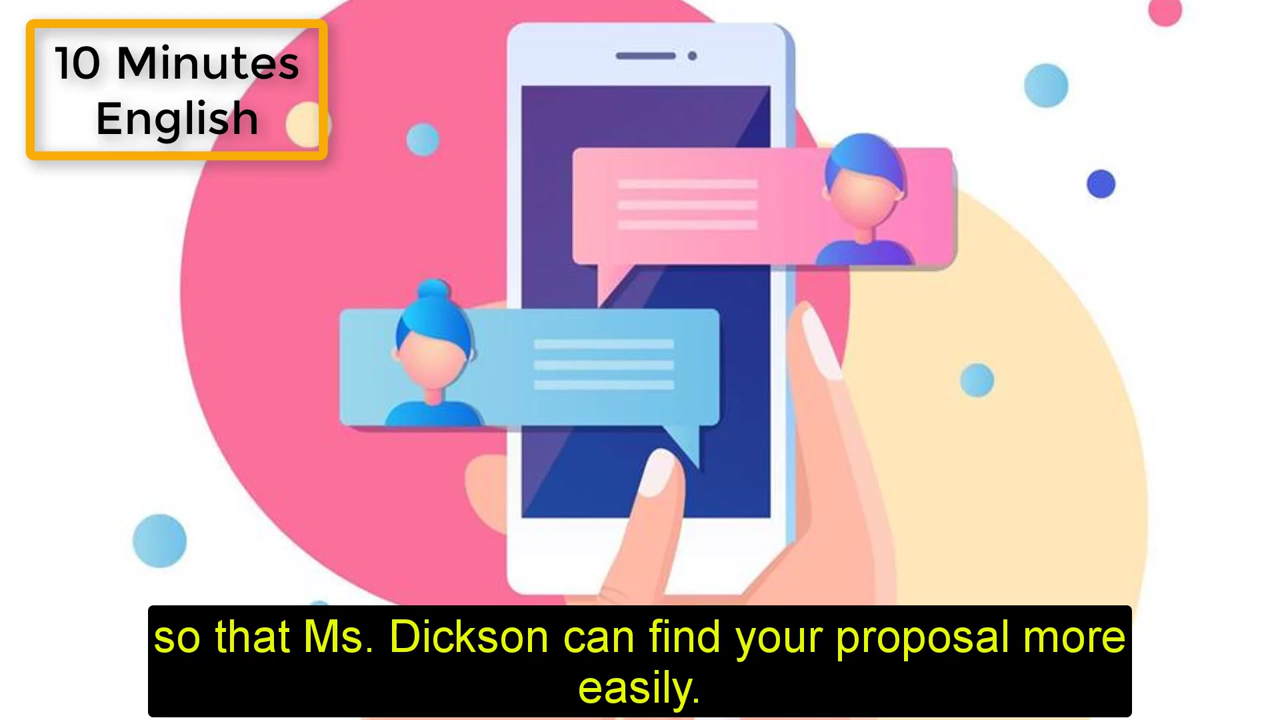 10 Minutes
English
so that Ms. Dickson can find your proposal more
easily.